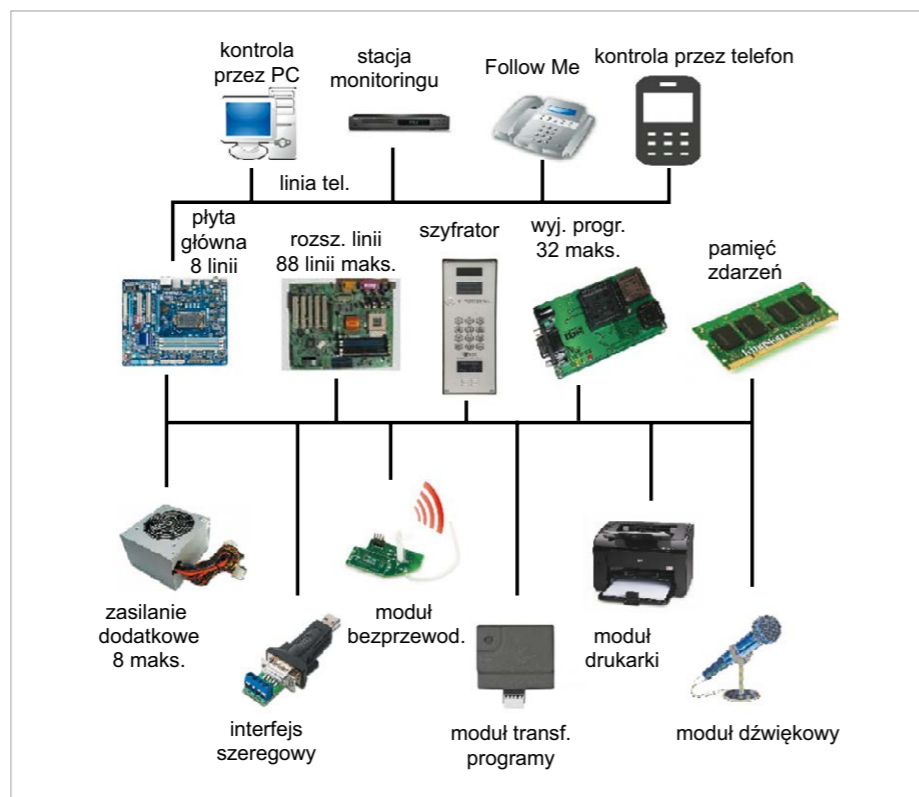 kontrola
przez PC
stacja
monitoringu
Follow Me
kontrola przez telefon
linia tel.
płyta
główna
8 linii
rozsz. linii
88 linii maks.
szyfrator
wyj. progr.
32 maks.
pamięć
zdarzeń
zasilanie
dodatkowe
8 maks.
interfejs
szeregowy
moduł
bezprzewod.
moduł transf.
programy
moduł
drukarki
moduł dźwiękowy